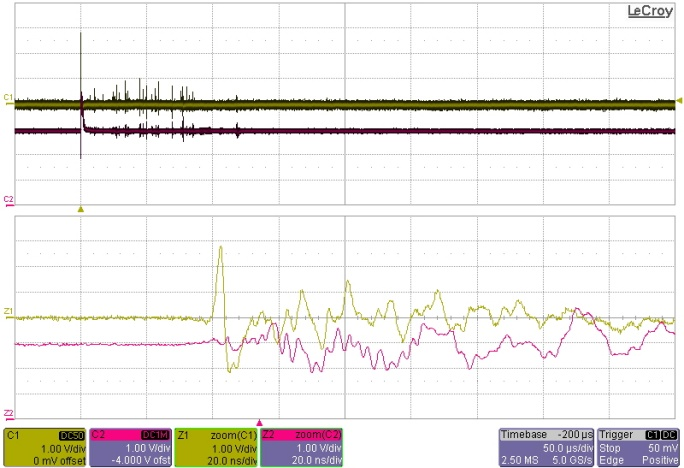 LeCroy
C1
C2
Z1
Z2
C1 DC50
1.00 V/div
0 mV offset
C2 DC1M
1.00 V/div
-4.000 V ofst
Z1 zoom(C1)
1.00 V/div
20.0 ns/div
Z2 zoom(C2)
1.00 V/div
20.0 ns/div
Timebase -200 µs
50.0 µs/div
2.50 MS 5.0 GS/s
Trigger C1 DC
Stop 50 mV
Edge Positive